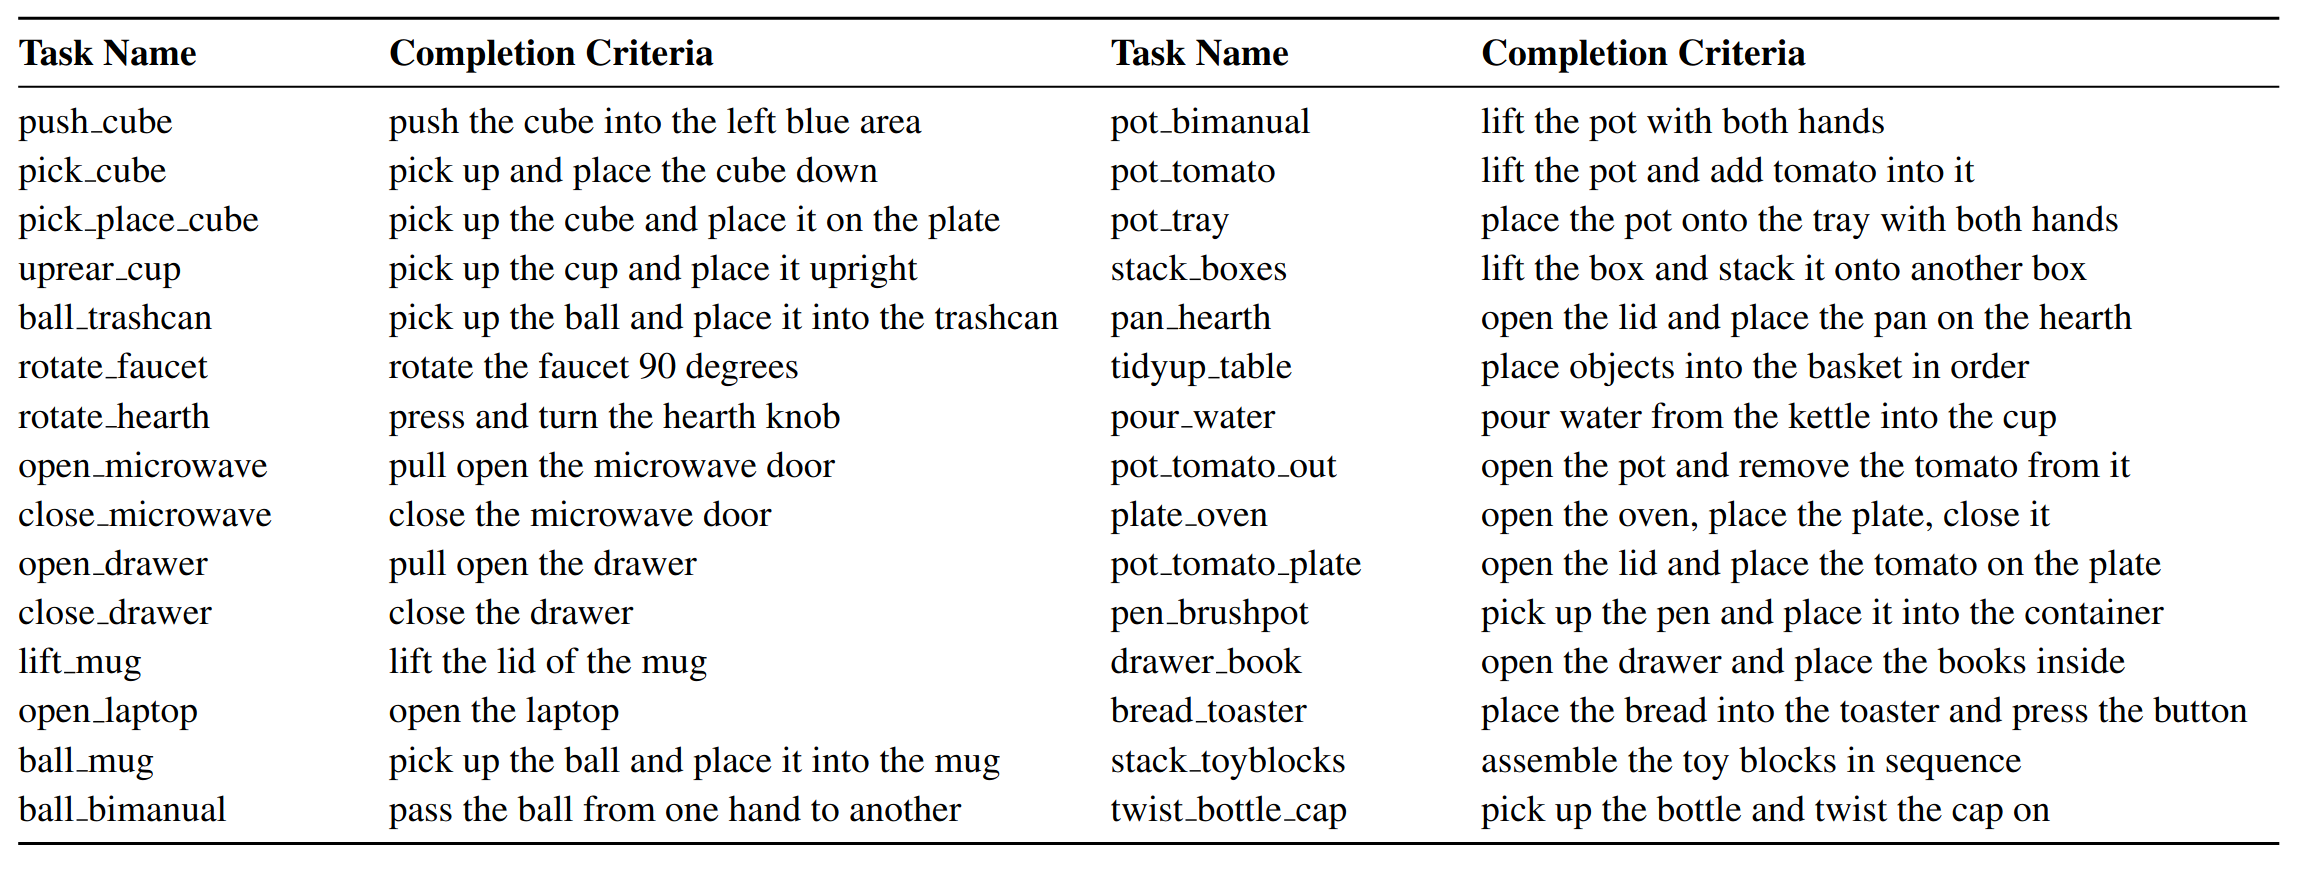 Task Name Completion Criteria Task Name Completion Criteria
push_cube push the cube into the left blue area pot_bimanual lift the pot with both hands
pick_cube pick up and place the cube down pot_tomato lift the pot and add tomato into it
pick_place_cube pick up the cube and place it on the plate pot_tray place the pot onto the tray with both hands
uprear_cup pick up the cup and place it upright stack_boxes lift the box and stack it onto another box
ball_trashcan pick up the ball and place it into the trashcan pan_hearth open the lid and place the pan on the hearth
rotate_faucet rotate the faucet 90 degrees tidyup_table place objects into the basket in order
rotate_hearth press and turn the hearth knob pour_water pour water from the kettle into the cup
open_microwave pull open the microwave door pot_tomato_out open the pot and remove the tomato from it
close_microwave close the microwave door plate_oven open the oven, place the plate, close it
open_drawer pull open the drawer pot_tomato_plate open the lid and place the tomato on the plate
close_drawer close the drawer pen_brushpot pick up the pen and place it into the container
lift_mug lift the lid of the mug drawer_book open the drawer and place the books inside
open_laptop open the laptop bread_toaster place the bread into the toaster and press the button
ball_mug pick up the ball and place it into the mug stack_toyblocks assemble the toy blocks in sequence
ball_bimanual pass the ball from one hand to another twist_bottle_cap pick up the bottle and twist the cap on